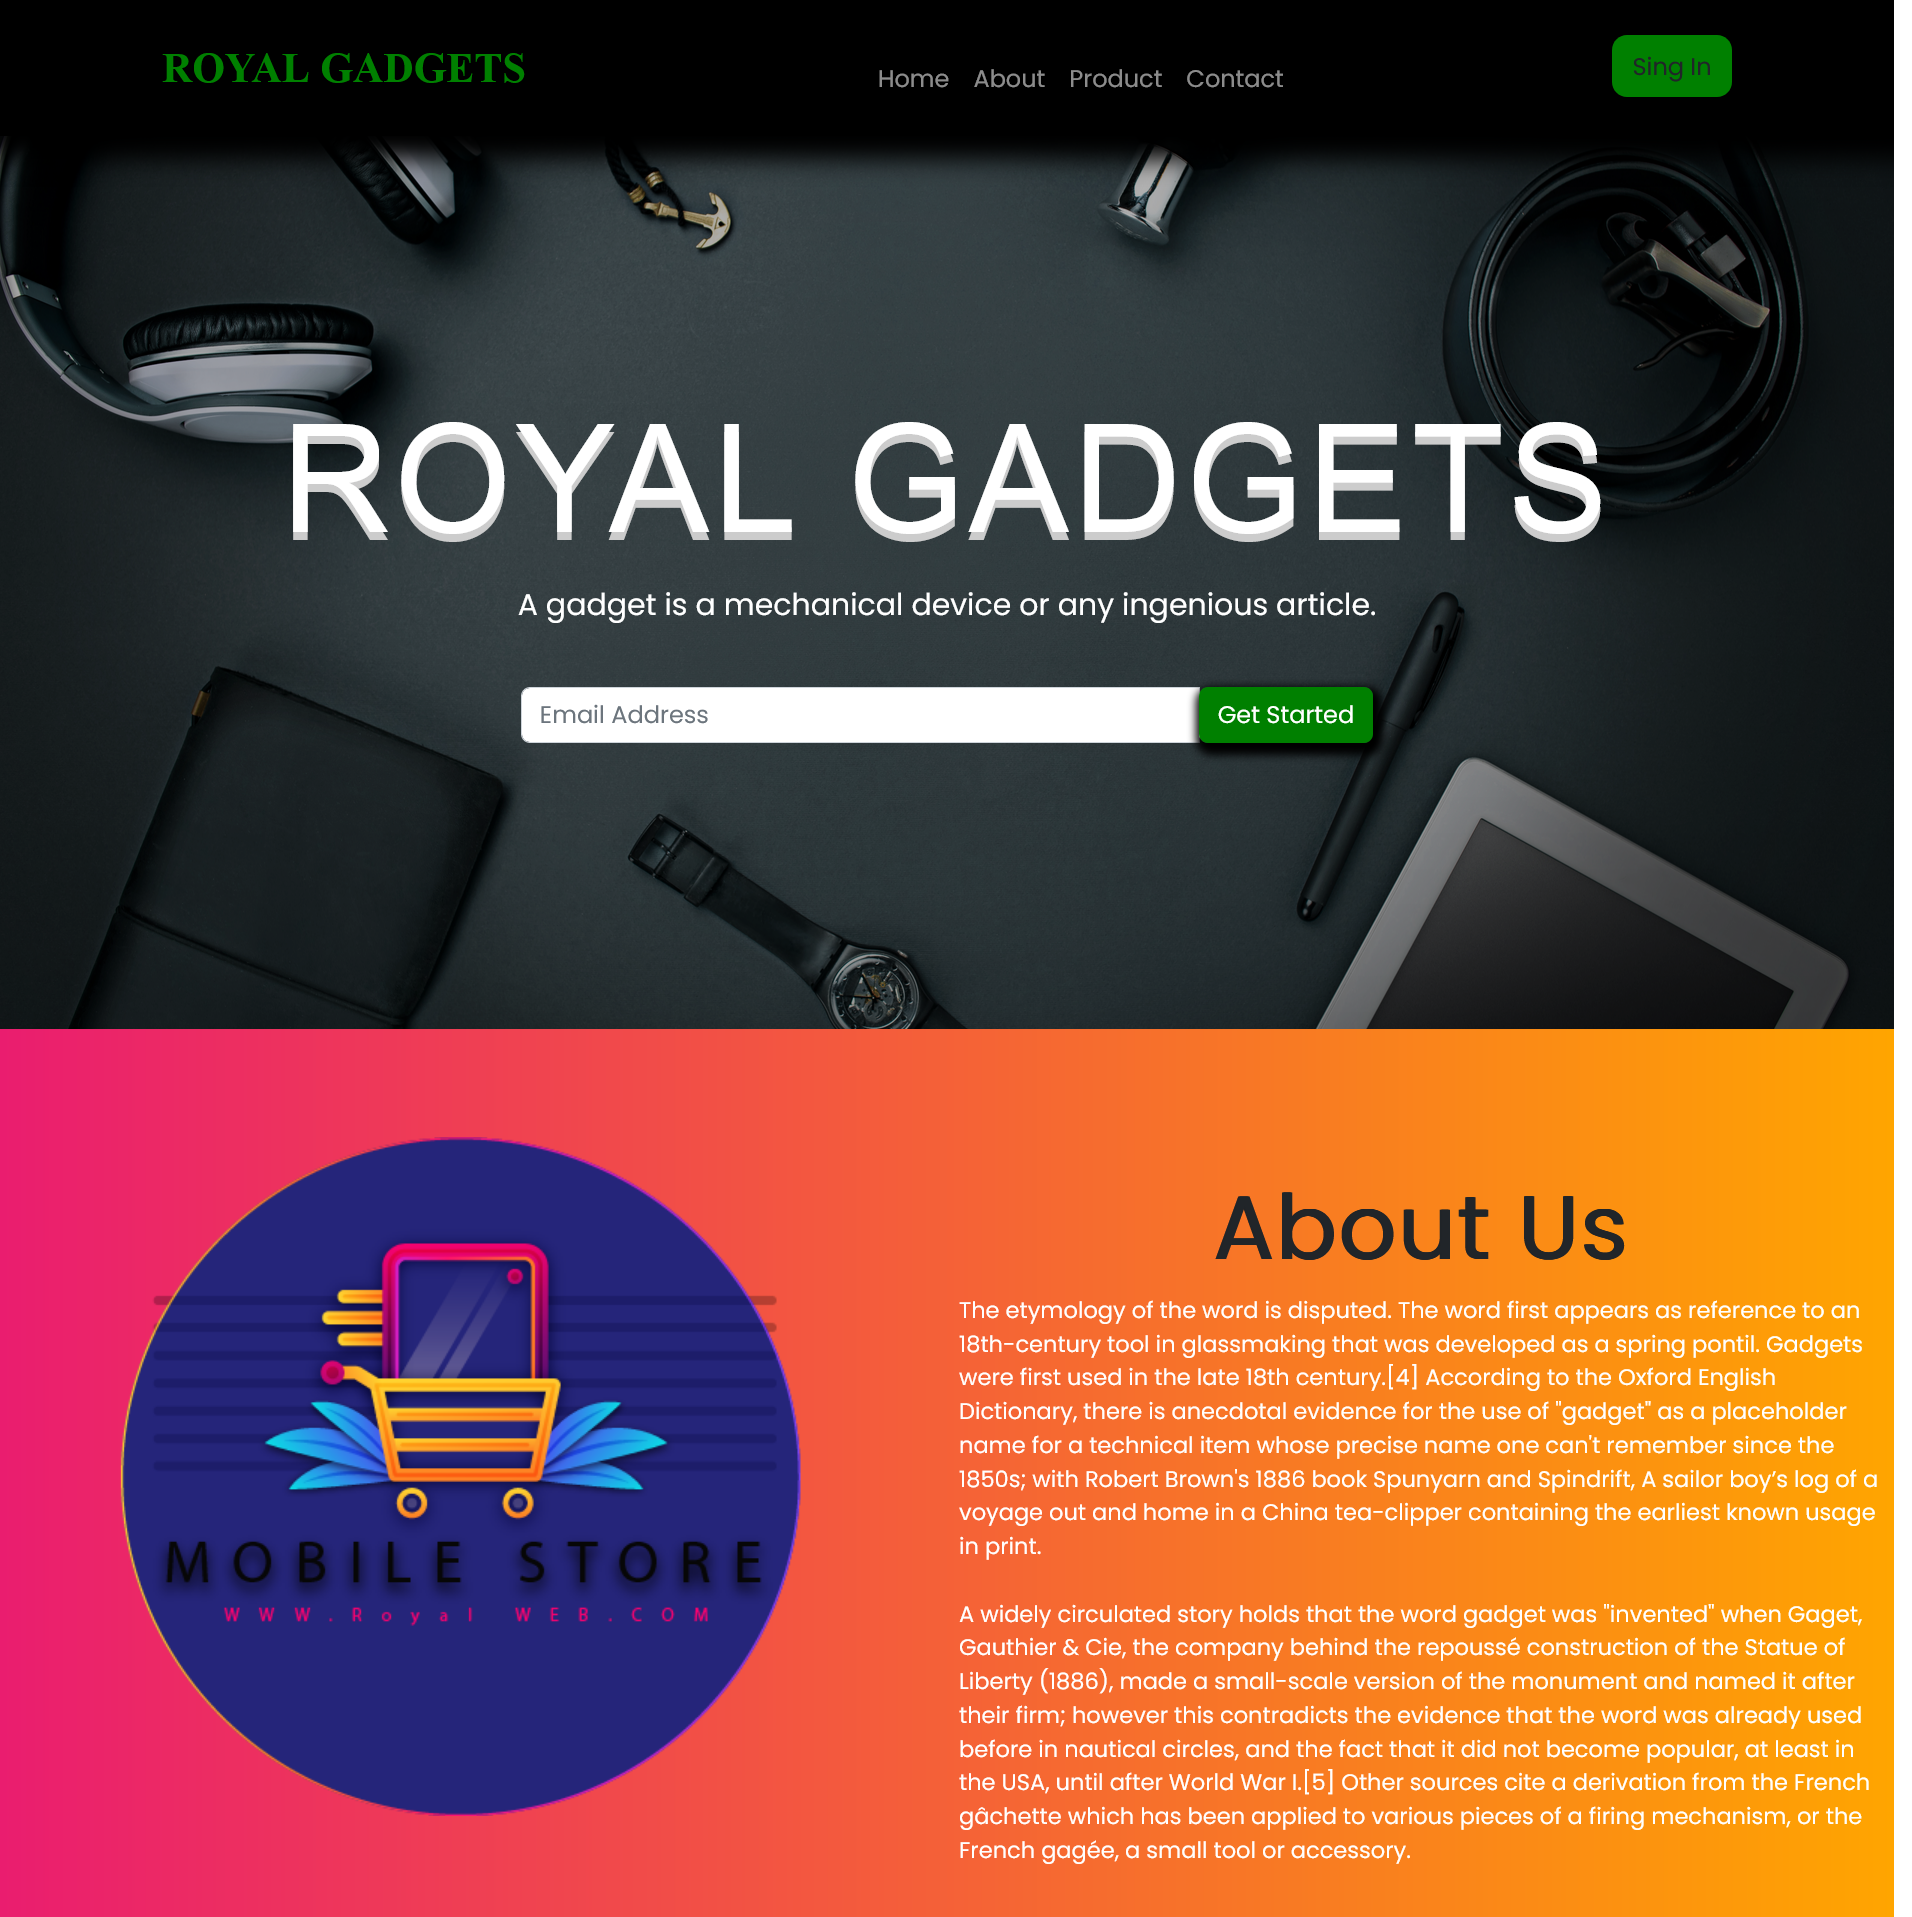 ROYAL GADGETS
Home About Product Contact
Sing In
ROYAL GADGETS
A gadget is a mechanical device or any ingenious article.
Email Address
Get Started
MOBILE STORE
WWW.Royal WEB.COM
About Us
The etymology of the word is disputed. The word first appears as reference to an
18th-century tool in glassmaking that was developed as a spring pontil. Gadgets
were first used in the late 18th century.[4] According to the Oxford English
Dictionary, there is anecdotal evidence for the use of "gadget" as a placeholder
name for a technical item whose precise name one can't remember since the
1850s; with Robert Brown's 1886 book Spunyarn and Spindrift, A sailor boy’s log of a
voyage out and home in a China tea-clipper containing the earliest known usage
in print.
A widely circulated story holds that the word gadget was "invented" when Gaget,
Gauthier & Cie, the company behind the repoussé construction of the Statue of
Liberty (1886), made a small-scale version of the monument and named it after
their firm; however this contradicts the evidence that the word was already used
before in nautical circles, and the fact that it did not become popular, at least in
the USA, until after World War I.[5] Other sources cite a derivation from the French
gâchette which has been applied to various pieces of a firing mechanism, or the
French gagée, a small tool or accessory.